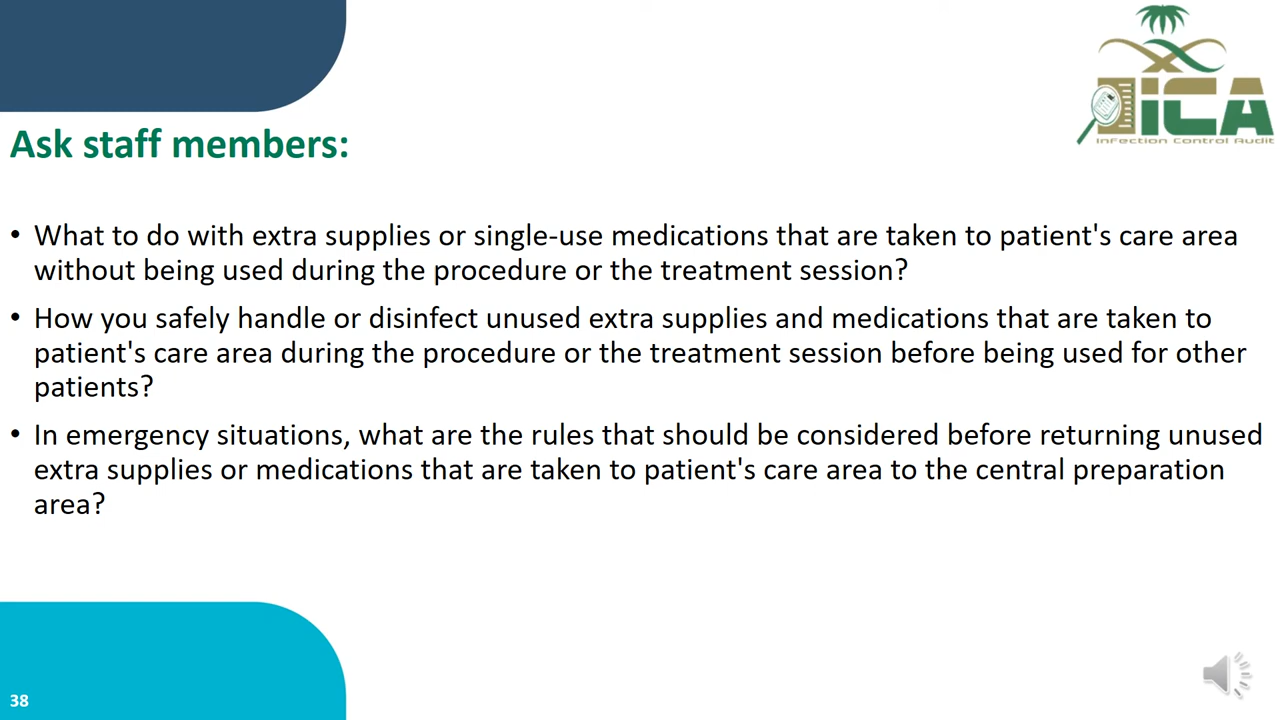 iCA
InFection Control Audit
Ask staff members:
• What to do with extra supplies or single-use medications that are taken to patient's care area
without being used during the procedure or the treatment session?
• How you safely handle or disinfect unused extra supplies and medications that are taken to
patient's care area during the procedure or the treatment session before being used for other
patients?
• In emergency situations, what are the rules that should be considered before returning unused
extra supplies or medications that are taken to patient's care area to the central preparation
area?
38